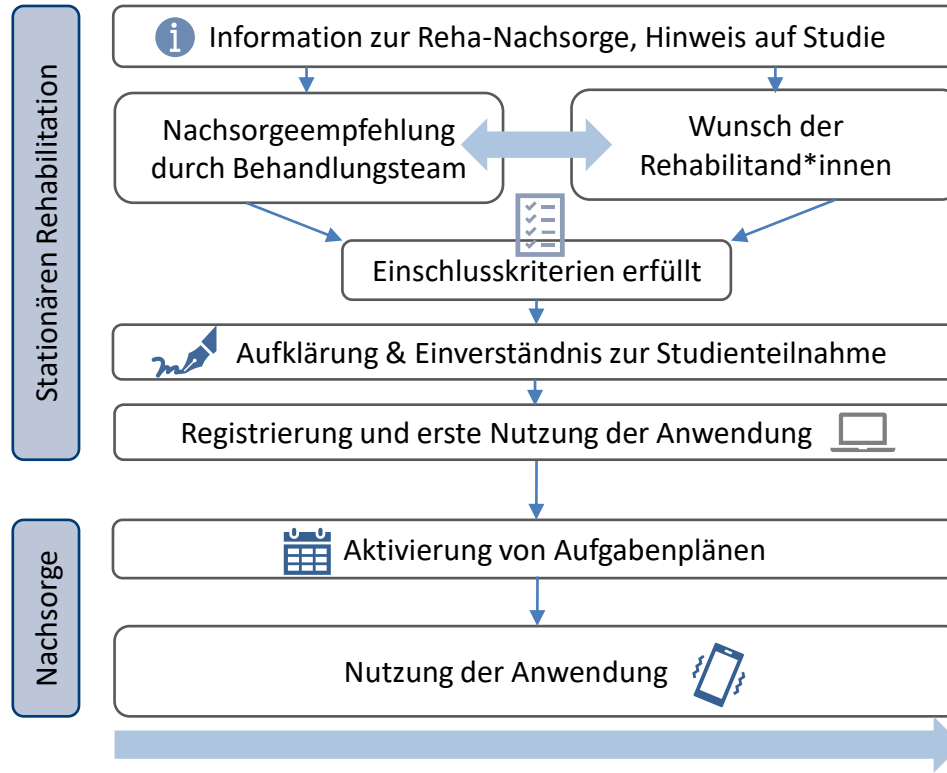 Stationären Rehabilitation
Information zur Reha-Nachsorge, Hinweis auf Studie
Nachsorgeempfehlung
durch Behandlungsteam
Wunsch der
Rehabilitand*innen
Einschlusskriterien erfüllt
Aufklärung & Einverständnis zur Studienteilnahme
Registrierung und erste Nutzung der Anwendung
Nachsorge
Aktivierung von Aufgabenplänen
Nutzung der Anwendung